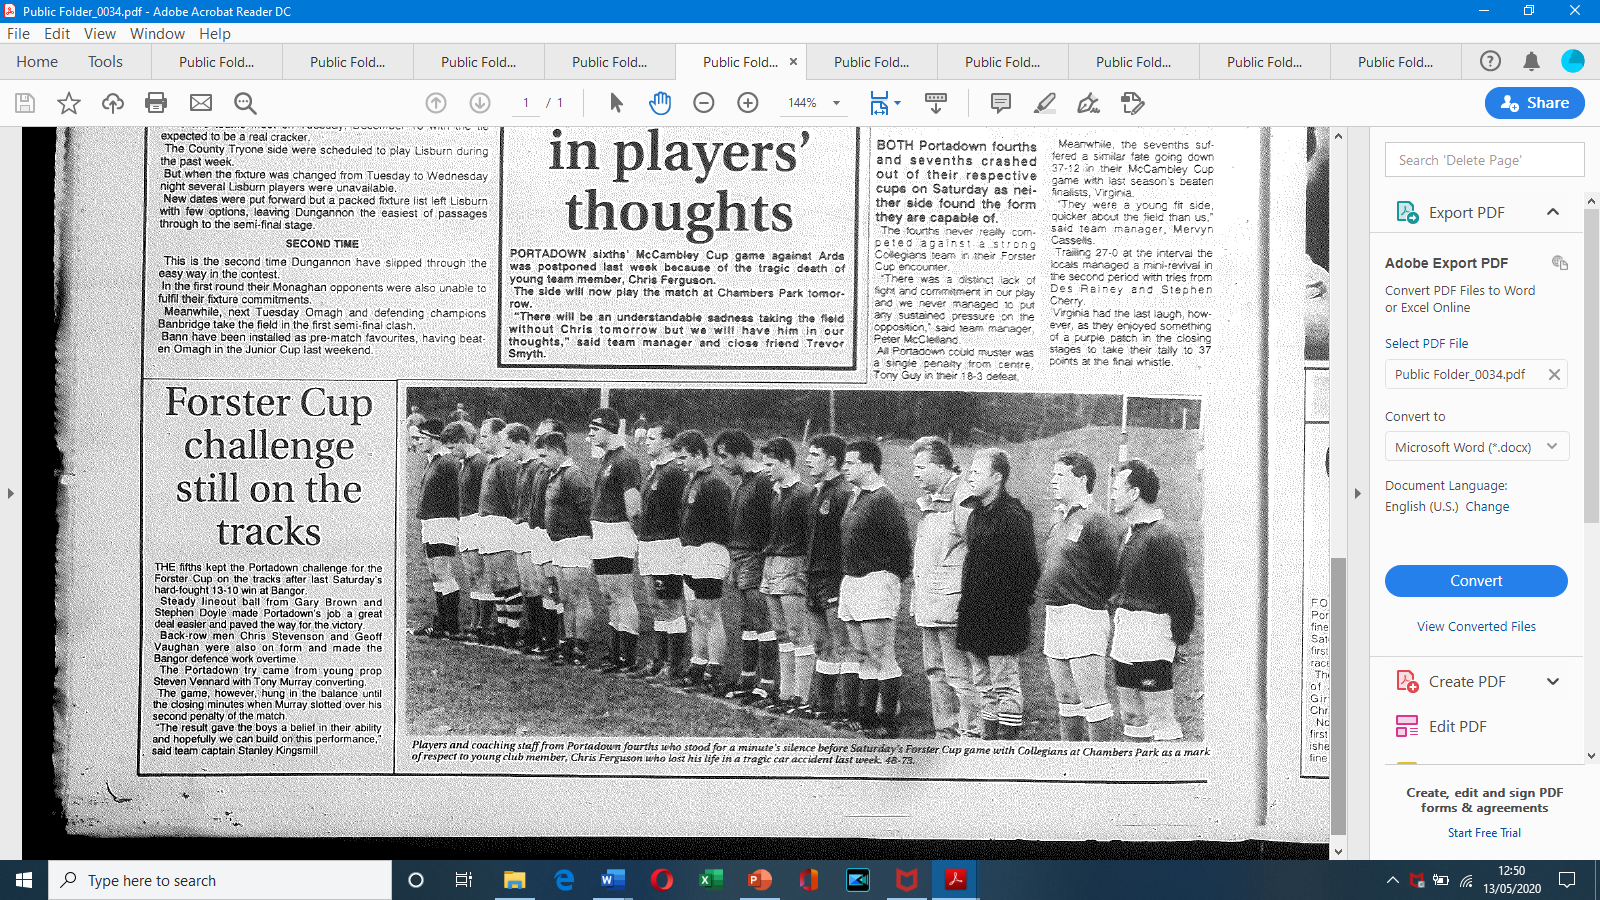 Public Folder_0034.pdf - Adobe Acrobat Reader DC
File Edit View Window Help
Home Tools Public Fold... Public Fold... Public Fold... Public Fold... Public Fold... Public Fold... Public Fold... Public Fold... Public Fold... Public Fold...
1 / 1 144% Share
expected to be a real cracker.
The County Tryone side were scheduled to play Lisburn during
the past week.
But when the fixture was changed from Tuesday to Wednesday
night several Lisburn players were unavailable.
New dates were put forward but a packed fixture list left Lisburn
with few options, leaving Dungannon the easiest of passages
through to the semi-final stage.
SECOND TIME
This is the second time Dungannon have slipped through the
easy way in the contest.
In the first round their Monaghan opponents were also unable to
fulfil their fixture commitments.
Meanwhile, next Tuesday Omagh and defending champions
Banbridge take the field in the first semi-final clash.
Bann have been installed as pre-match favourites, having beat-
en Omagh in the Junior Cup last weekend.
in players'
thoughts
PORTADOWN sixths' McCambley Cup game against Ards
was postponed last week because of the tragic death of
young team member, Chris Ferguson.
The side will now play the match at Chambers Park tomor-
row.
"There will be an understandable sadness taking the field
without Chris tomorrow but we will have him in our
thoughts," said team manager and close friend Trevor
Smyth.
BOTH Portadown fourths
and sevenths crashed
out of their respective
cups on Saturday as nei-
ther side found the form
they are capable of.
The fourths never really com-
peted against a strong
Collegians team in their Forster
Cup encounter.
"There was a distinct lack of
fight and commitment in our play
and we never managed to put
any sustained pressure on the
opposition," said team manager,
Peter McClelland.
All Portadown could muster was
a single penalty from centre,
Tony Guy in their 18-3 defeat.
Meanwhile, the sevenths suf-
fered a similar fate going down
37-12 in their McCambley Cup
game with last season's beaten
finalists, Virginia.
"They were a young fit side,
quicker about the field than us,"
said team manager, Mervyn
Cassells.
Trailing 27-0 at the interval the
locals managed a mini-revival in
the second period with tries from
Des Rainey and Stephen
Cherry.
Virginia had the last laugh, how-
ever, as they enjoyed something
of a purple patch in the closing
stages to take their tally to 37
points at the final whistle.
Forster Cup
challenge
still on the
tracks
THE fifths kept the Portadown challenge for the
Forster Cup on the tracks after last Saturday's
hard-fought 13-10 win at Bangor.
Steady lineout ball from Gary Brown and
Stephen Doyle made Portadown's job a great
deal easier and paved the way for the victory.
Back-row men Chris Stevenson and Geoff
Vaughan were also on form and made the
Bangor defence work overtime.
The Portadown try came from young prop
Steven Vennard with Tony Murray converting.
The game, however, hung in the balance until
the closing minutes when Murray slotted over his
second penalty of the match.
"The result gave the boys a belief in their ability
and hopefully we can build on this performance,"
said team captain Stanley Kingsmill
Players and coaching staff from Portadown fourths who stood for a minute's silence before Saturday's Forster Cup game with Collegians at Chambers Park as a mark
of respect to young club member, Chris Ferguson who lost his life in a tragic car accident last week. 48-73.
Search 'Delete Page'
Export PDF
Adobe Export PDF
Convert PDF Files to Word
or Excel Online
Select PDF File
Public Folder_0034.pdf
Convert to
Microsoft Word (*.docx)
Document Language:
English (U.S.) Change
Convert
View Converted Files
Create PDF
Edit PDF
Create, edit and sign PDF
forms & agreements
Start Free Trial
Type here to search
12:50
13/05/2020